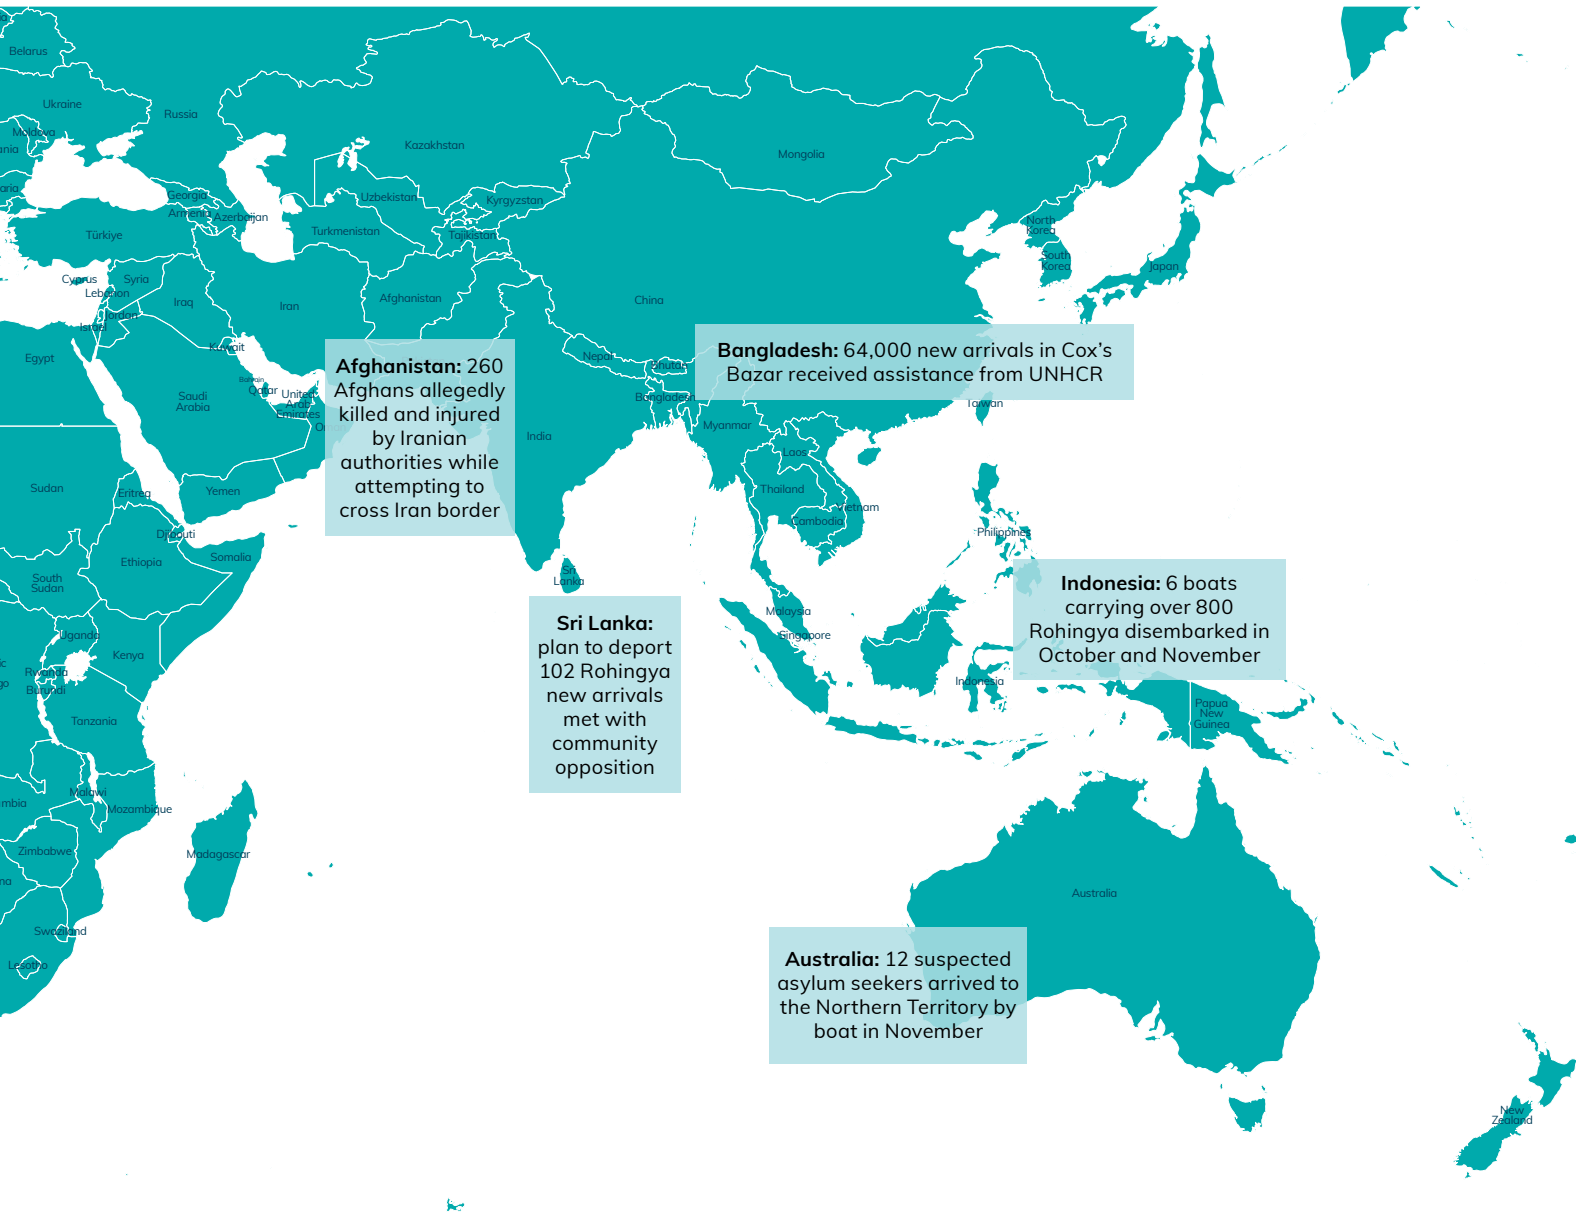 Belarus
Ukraine
Russia
Moldova
Kazakhstan
Mongolia
Georgia
Armenia
Azerbaijan
Uzbekistan
Kyrgyzstan
Türkiye
Turkmenistan
Tajikistan
North
Korea
South
Korea
Japan
Cyprus
Syria
Lebanon
Iraq
Iran
Afghanistan
China
Jordan
Israel
Egypt
Kuwait
Bahrain
Qatar
United
Arab
Emirates
Saudi
Arabia
Nepal
Bhutan
Bangladesh
India
Myanmar
Taiwan
Laos
Afghanistan: 260
Afghans allegedly
killed and injured
by Iranian
authorities while
attempting to
cross Iran border
Bangladesh: 64,000 new arrivals in Cox's
Bazar received assistance from UNHCR
Sudan
Eritrea
Yemen
Thailand
Vietnam
Cambodia
Philippines
Djibouti
Ethiopia
Somalia
South
Sudan
Sri
Lanka
Malaysia
Singapore
Indonesia
Indonesia: 6 boats
carrying over 800
Rohingya disembarked in
October and November
Sri Lanka:
plan to deport
102 Rohingya
new arrivals
met with
community
opposition
Uganda
Kenya
Rwanda
Burundi
Tanzania
Papua
New
Guinea
Malawi
mbia
Mozambique
Zimbabwe
Madagascar
Australia
Swaziland
Lesotho
Australia: 12 suspected
asylum seekers arrived to
the Northern Territory by
boat in November
New
Zealand